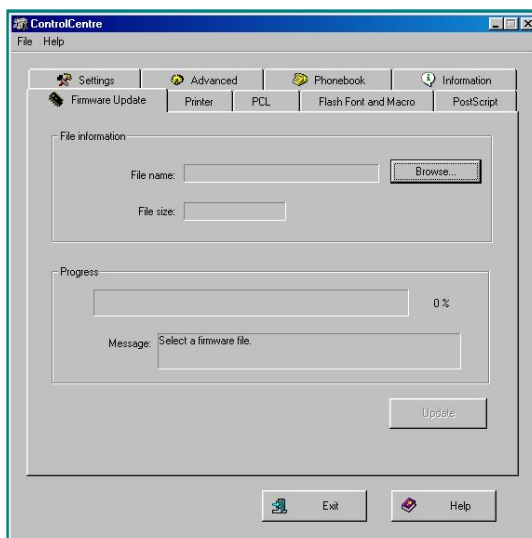 ControlCentre
File Help
Settings Advanced Phonebook Information
Firmware Update Printer PCL Flash Font and Macro PostScript
File information
File name: Browse...
File size:
Progress
0 %
Message: Select a firmware file.
Update
Exit Help